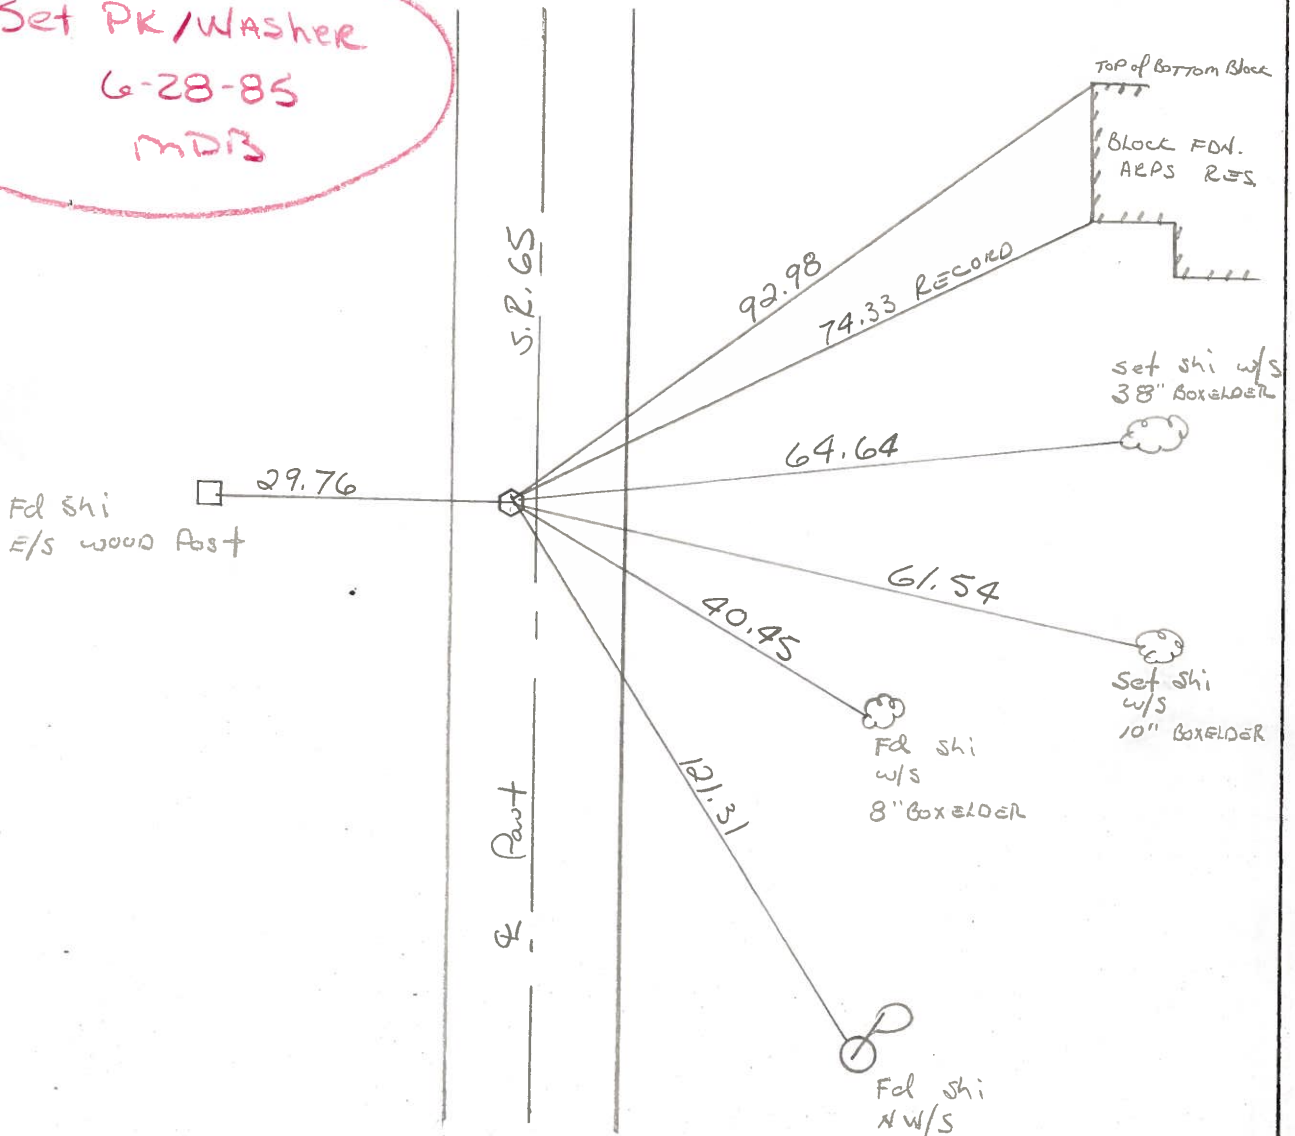 Set PK/WASHER
6-28-85
MDB
TOP of BOTTOM Block
BLOCK FDN.
ARPS RES.
S.R. 65
92.98
74.33 RECORD
Set shi w/s
38" BOXELDER
64.64
29.76
Fd shi
E/S WOOD Post
61.54
40.45
Set shi
w/s
10" BOXELDER
Fd shi
w/s
8" BOXELDER
121.31
℄ Pavt
Fd shi
NW/S